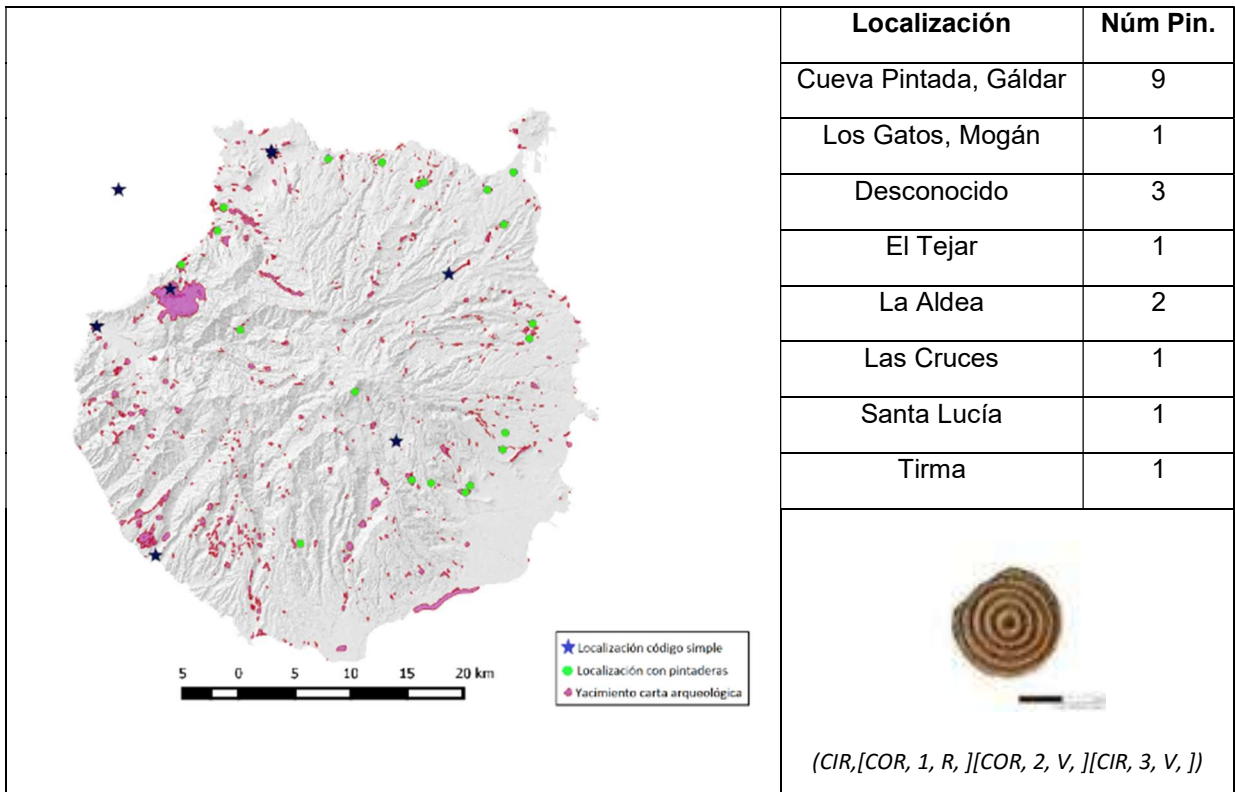 Localización Núm Pin.
Cueva Pintada, Gáldar 9
Los Gatos, Mogán 1
Desconocido 3
El Tejar 1
La Aldea 2
Las Cruces 1
Santa Lucía 1
Tirma 1
Localización código simple
Localización con pintaderas
Yacimiento carta arqueológica
5 0 5 10 15 20 km
(CIR,[COR, 1, R, ][COR, 2, V, ][CIR, 3, V, ])